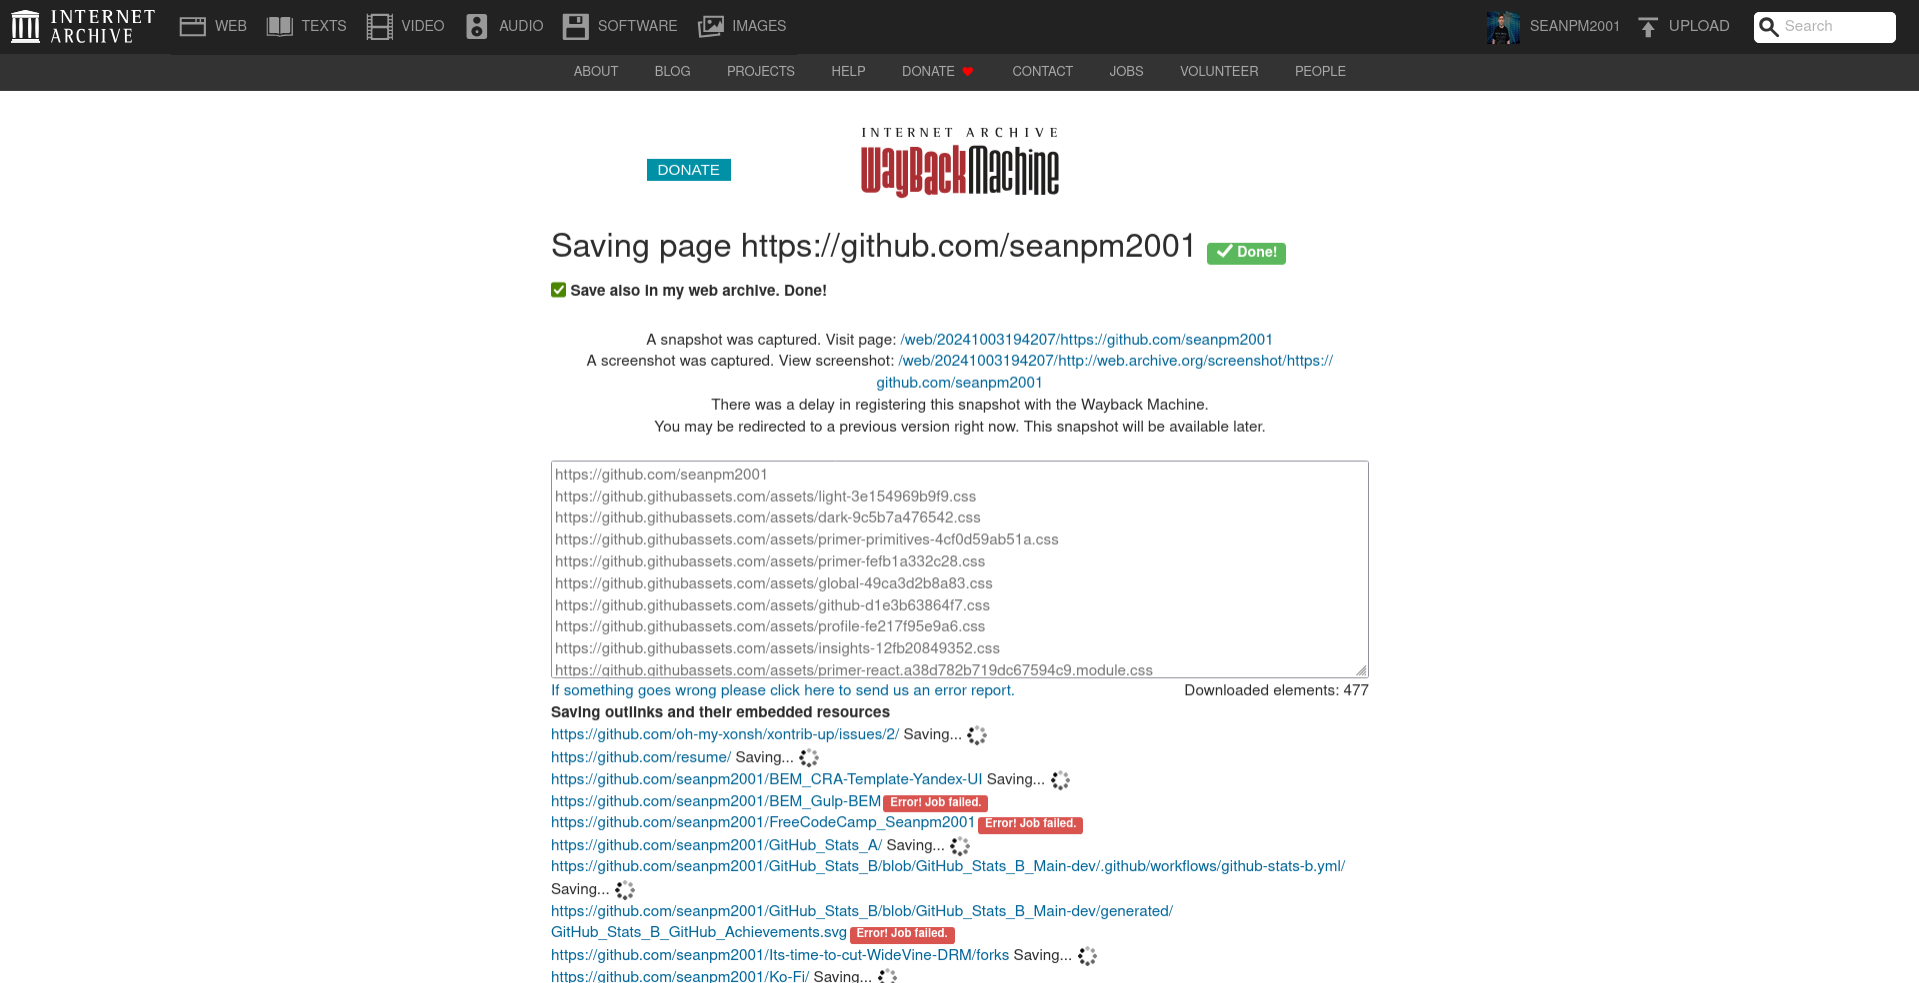 INTERNET
ARCHIVE
WEB
TEXTS
VIDEO
AUDIO
SOFTWARE
IMAGES
SEANPM2001
UPLOAD
Search
ABOUT
BLOG
PROJECTS
HELP
DONATE
CONTACT
JOBS
VOLUNTEER
PEOPLE
DONATE
INTERNET ARCHIVE
WayBackMachine
Saving page https://github.com/seanpm2001 Done!
Save also in my web archive. Done!
A snapshot was captured. Visit page: /web/20241003194207/https://github.com/seanpm2001
A screenshot was captured. View screenshot: /web/20241003194207/http://web.archive.org/screenshot/https://
github.com/seanpm2001
There was a delay in registering this snapshot with the Wayback Machine.
You may be redirected to a previous version right now. This snapshot will be available later.
https://github.com/seanpm2001
https://github.githubassets.com/assets/light-3e154969b9f9.css
https://github.githubassets.com/assets/dark-9c5b7a476542.css
https://github.githubassets.com/assets/primer-primitives-4cf0d59ab51a.css
https://github.githubassets.com/assets/primer-fefb1a332c28.css
https://github.githubassets.com/assets/global-49ca3d2b8a83.css
https://github.githubassets.com/assets/github-d1e3b63864f7.css
https://github.githubassets.com/assets/profile-fe217f95e9a6.css
https://github.githubassets.com/assets/insights-12fb20849352.css
https://github.githubassets.com/assets/primer-react.a38d782b719dc67594c9.module.css
If something goes wrong please click here to send us an error report.
Downloaded elements: 477
Saving outlinks and their embedded resources
https://github.com/oh-my-xonsh/xontrib-up/issues/2/ Saving...
https://github.com/resume/ Saving...
https://github.com/seanpm2001/BEM_CRA-Template-Yandex-UI Saving...
https://github.com/seanpm2001/BEM_Gulp-BEM Error! Job failed.
https://github.com/seanpm2001/FreeCodeCamp_Seanpm2001 Error! Job failed.
https://github.com/seanpm2001/GitHub_Stats_A/ Saving...
https://github.com/seanpm2001/GitHub_Stats_B/blob/GitHub_Stats_B_Main-dev/.github/workflows/github-stats-b.yml/
Saving...
https://github.com/seanpm2001/GitHub_Stats_B/blob/GitHub_Stats_B_Main-dev/generated/
GitHub_Stats_B_GitHub_Achievements.svg Error! Job failed.
https://github.com/seanpm2001/Its-time-to-cut-WideVine-DRM/forks Saving...
https://github.com/seanpm2001/Ko-Fi/ Saving...